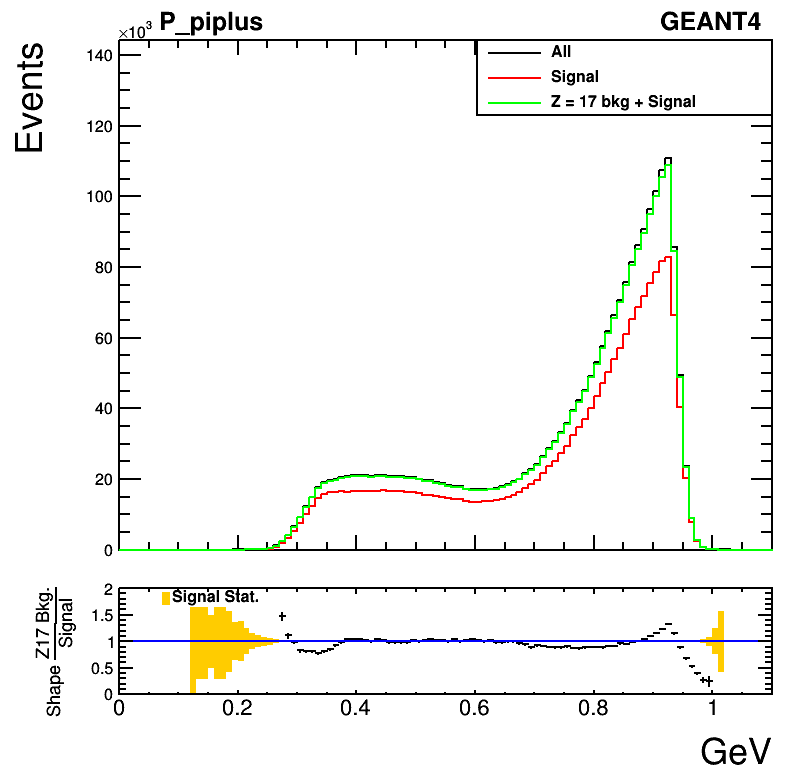 ×10³ P_piplus GEANT4
Events
All
Signal
Z = 17 bkg + Signal
140
120
100
80
60
40
20
0
Shape Z17 Bkg. / Signal
Signal Stat.
2
1.5
1
0.5
0
0 0.2 0.4 0.6 0.8 1
GeV